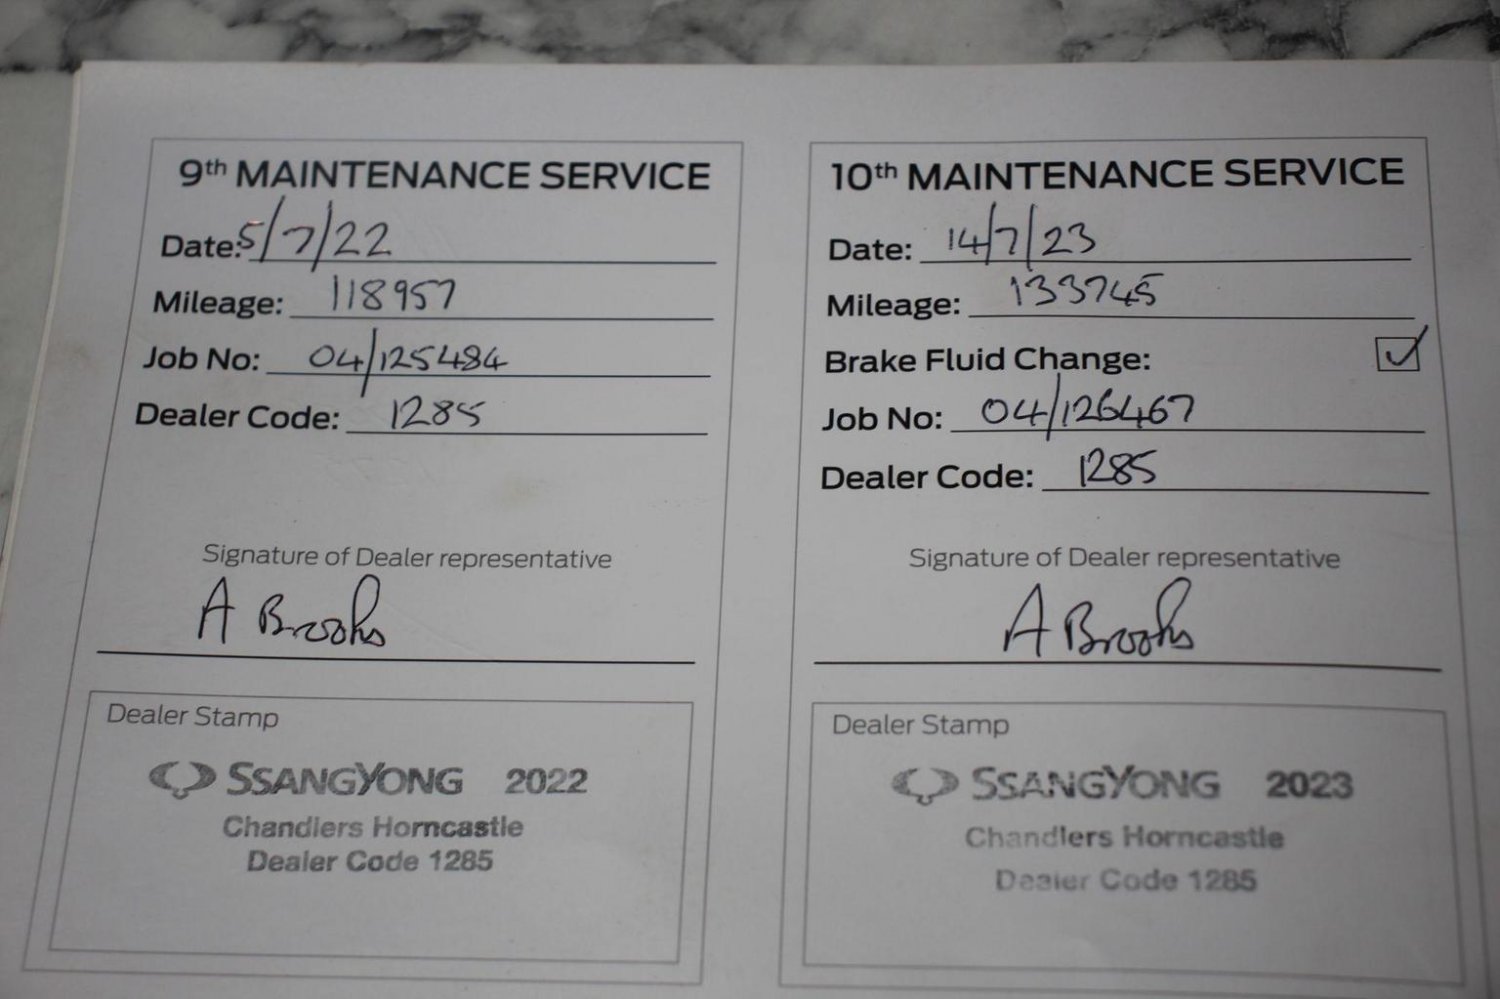 9th MAINTENANCE SERVICE
Date: 5/7/22
Mileage: 118957
Job No: 04/125484
Dealer Code: 1285
Signature of Dealer representative
A Brooks
Dealer Stamp
SSANGYONG 2022
Chandlers Horncastle
Dealer Code 1285
10th MAINTENANCE SERVICE
Date: 14/7/23
Mileage: 133745
Brake Fluid Change: ✓
Job No: 04/126467
Dealer Code: 1285
Signature of Dealer representative
A Brooks
Dealer Stamp
SSANGYONG 2023
Chandlers Horncastle
Dealer Code 1285